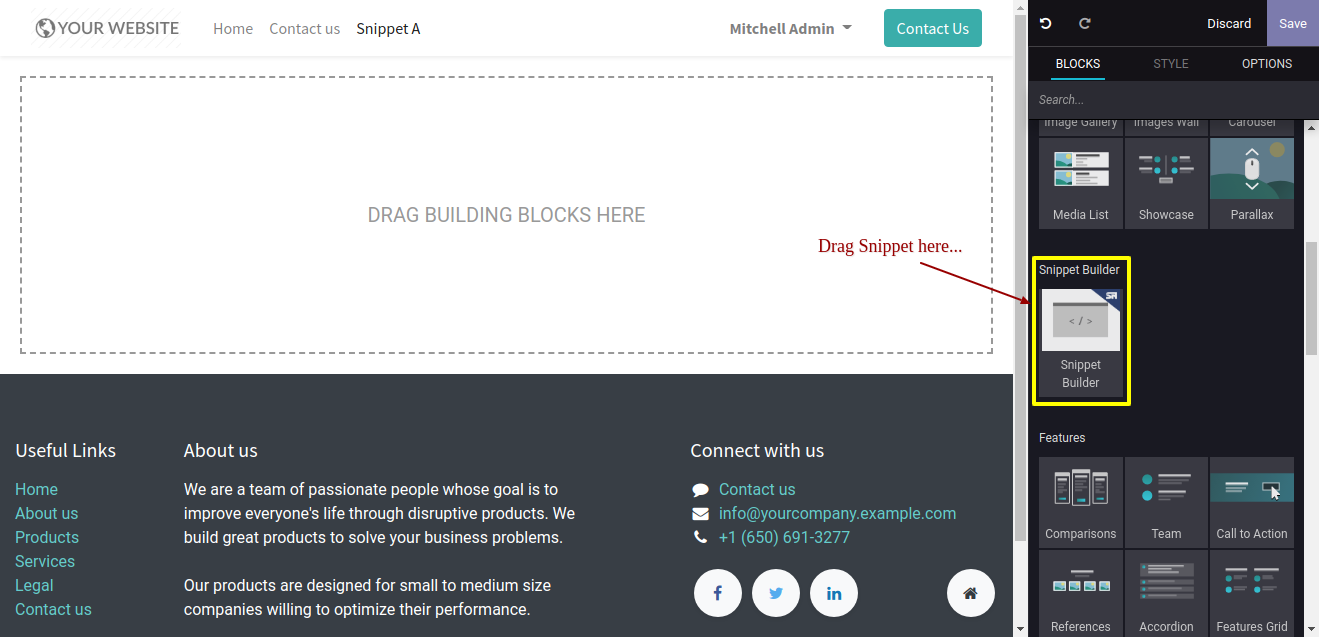 YOUR WEBSITE
Home
Contact us
Snippet A
Mitchell Admin
Contact Us
Discard
Save
BLOCKS
STYLE
OPTIONS
Search...
Image Gallery
Images Wall
Carousel
Media List
Showcase
Parallax
DRAG BUILDING BLOCKS HERE
Drag Snippet here...
Snippet Builder
SH
< / >
Snippet
Builder
Features
Comparisons
Team
Call to Action
References
Accordion
Features Grid
Useful Links
Home
About us
Products
Services
Legal
Contact us
About us
We are a team of passionate people whose goal is to
improve everyone's life through disruptive products. We
build great products to solve your business problems.
Our products are designed for small to medium size
companies willing to optimize their performance.
Connect with us
Contact us
info@yourcompany.example.com
+1 (650) 691-3277